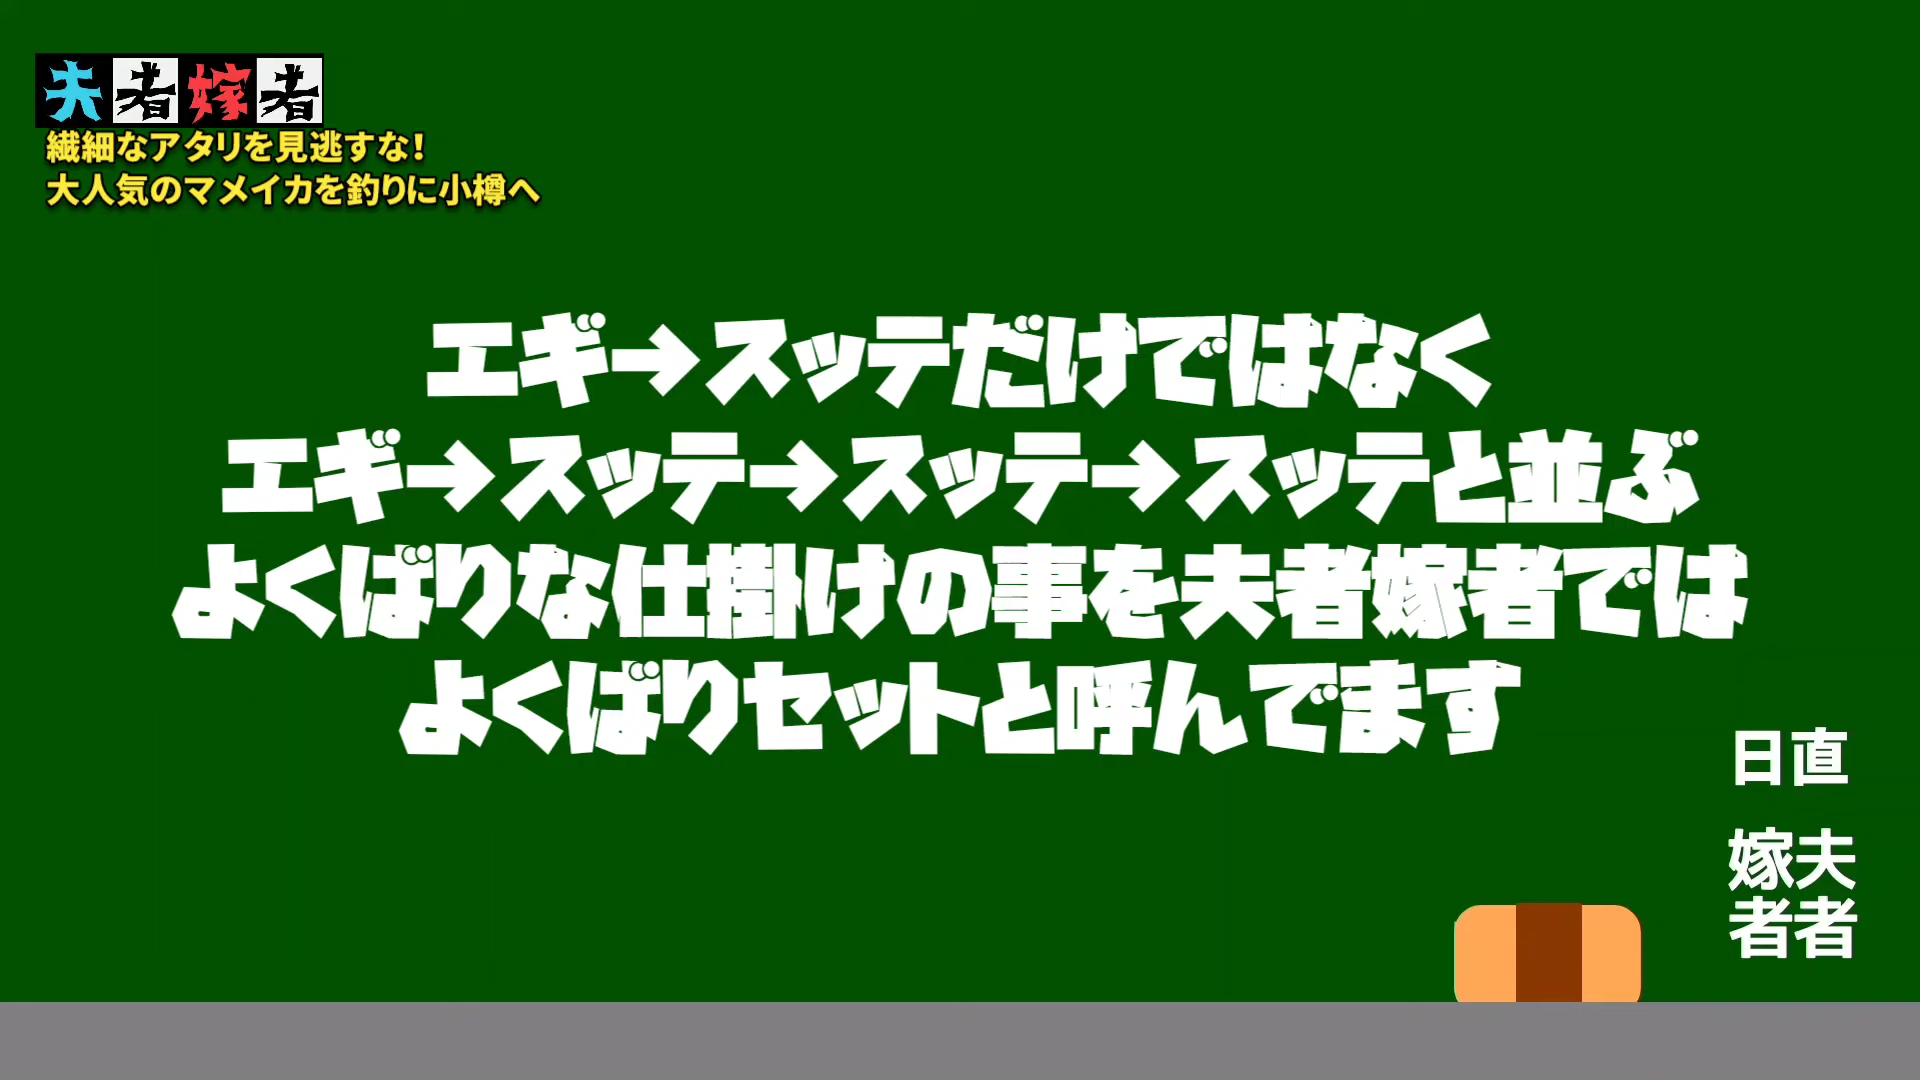 夫者嫁者
繊細なアタリを見逃すな!
大人気のマメイカを釣りに小樽へ
エギ→スッテだけではなく
エギ→スッテ→スッテ→スッテと並ぶ
よくばりな仕掛けの事を夫者嫁者では
よくばりセットと呼んでます
日直
夫者
嫁者